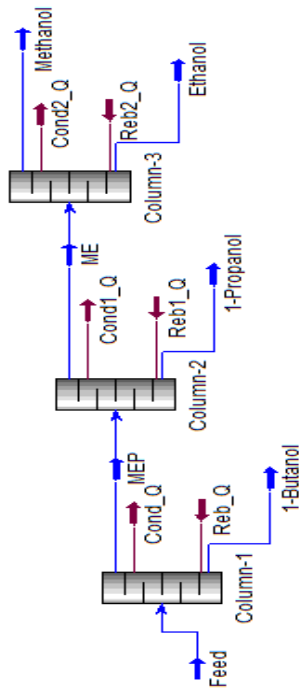 Feed
Column-1
MEP
Cond_Q
Reb_Q
1-Butanol
Column-2
ME
Cond1_Q
Reb1_Q
1-Propanol
Column-3
Methanol
Cond2_Q
Reb2_Q
Ethanol